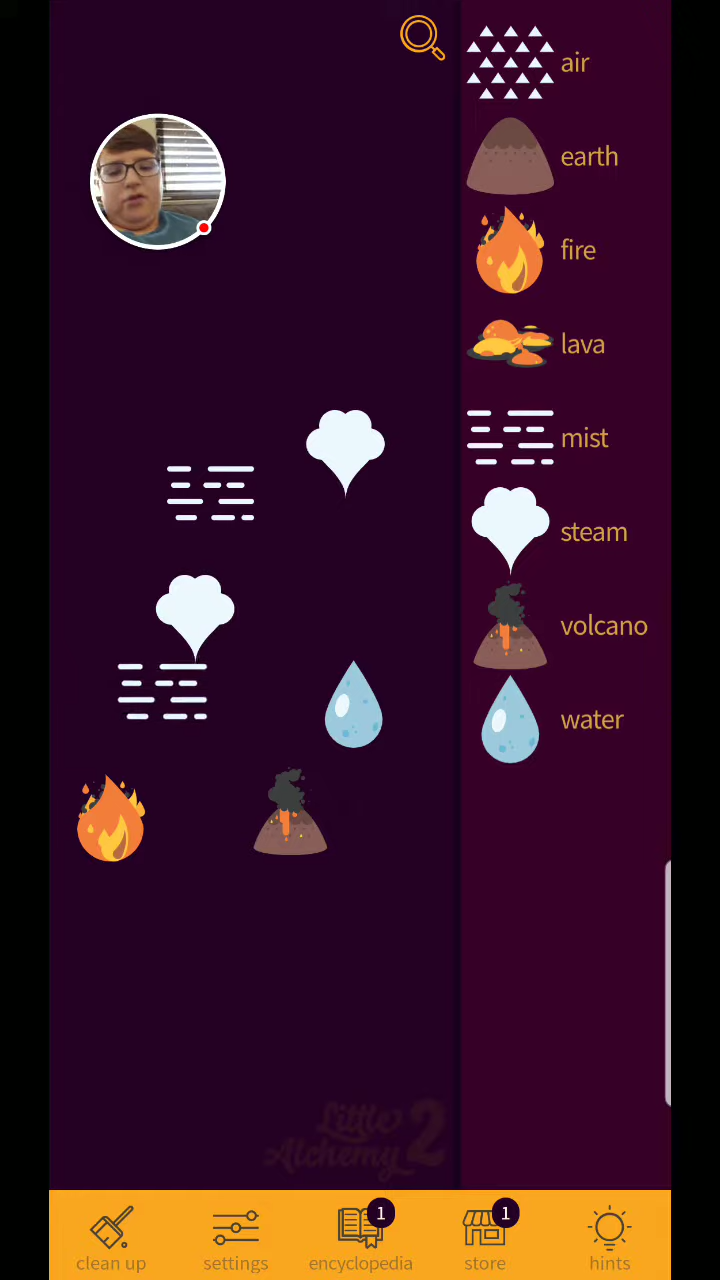 air
earth
fire
lava
mist
steam
volcano
water
Little
Alchemy 2
1
1
clean up
settings
encyclopedia
store
hints